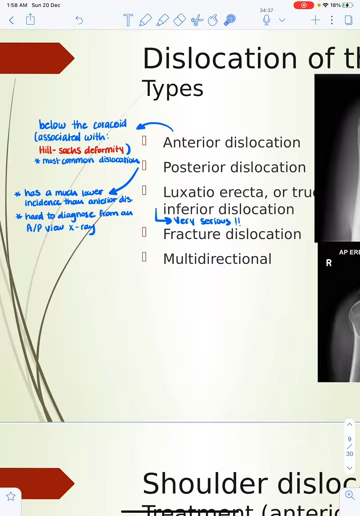 1:58 AM Sun 20 Dec
18%
34:37
Dislocation of t
Types
below the coracoid
(associated with:
Hill-sachs deformity)
* most common dislocation
Anterior dislocation
Posterior dislocation
* has a much lower
incidence than anterior dis.
* hard to diagnose from an
A/P view x-ray
Luxatio erecta, or true
inferior dislocation
Very serious !!
Fracture dislocation
Multidirectional
AP ERE
R
9
/
30
Shoulder disloc
Treatment (anterio